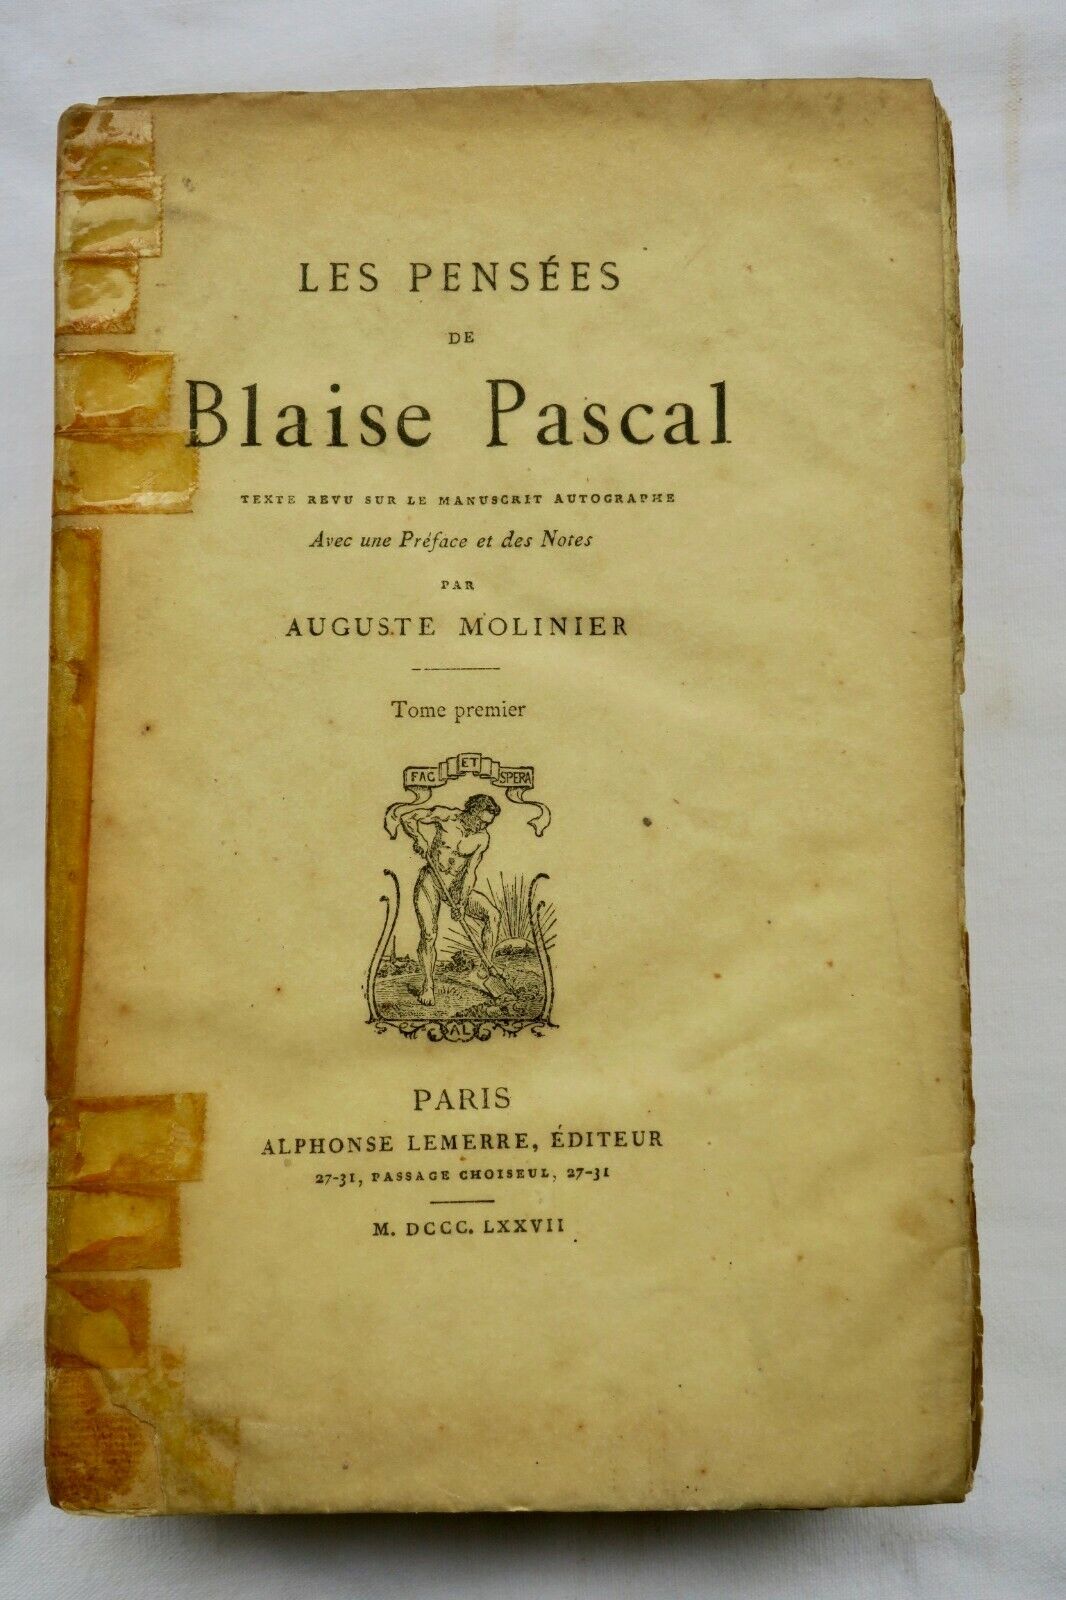 LES PENSÉES
DE
Blaise Pascal
TEXTE REVU SUR LE MANUSCRIT AUTOGRAPHE
Avec une Préface et des Notes
PAR
AUGUSTE MOLINIER
Tome premier
FAC ET SPERA
AL
PARIS
ALPHONSE LEMERRE, ÉDITEUR
27-31, PASSAGE CHOISEUL, 27-31
M. DCCC. LXXVII